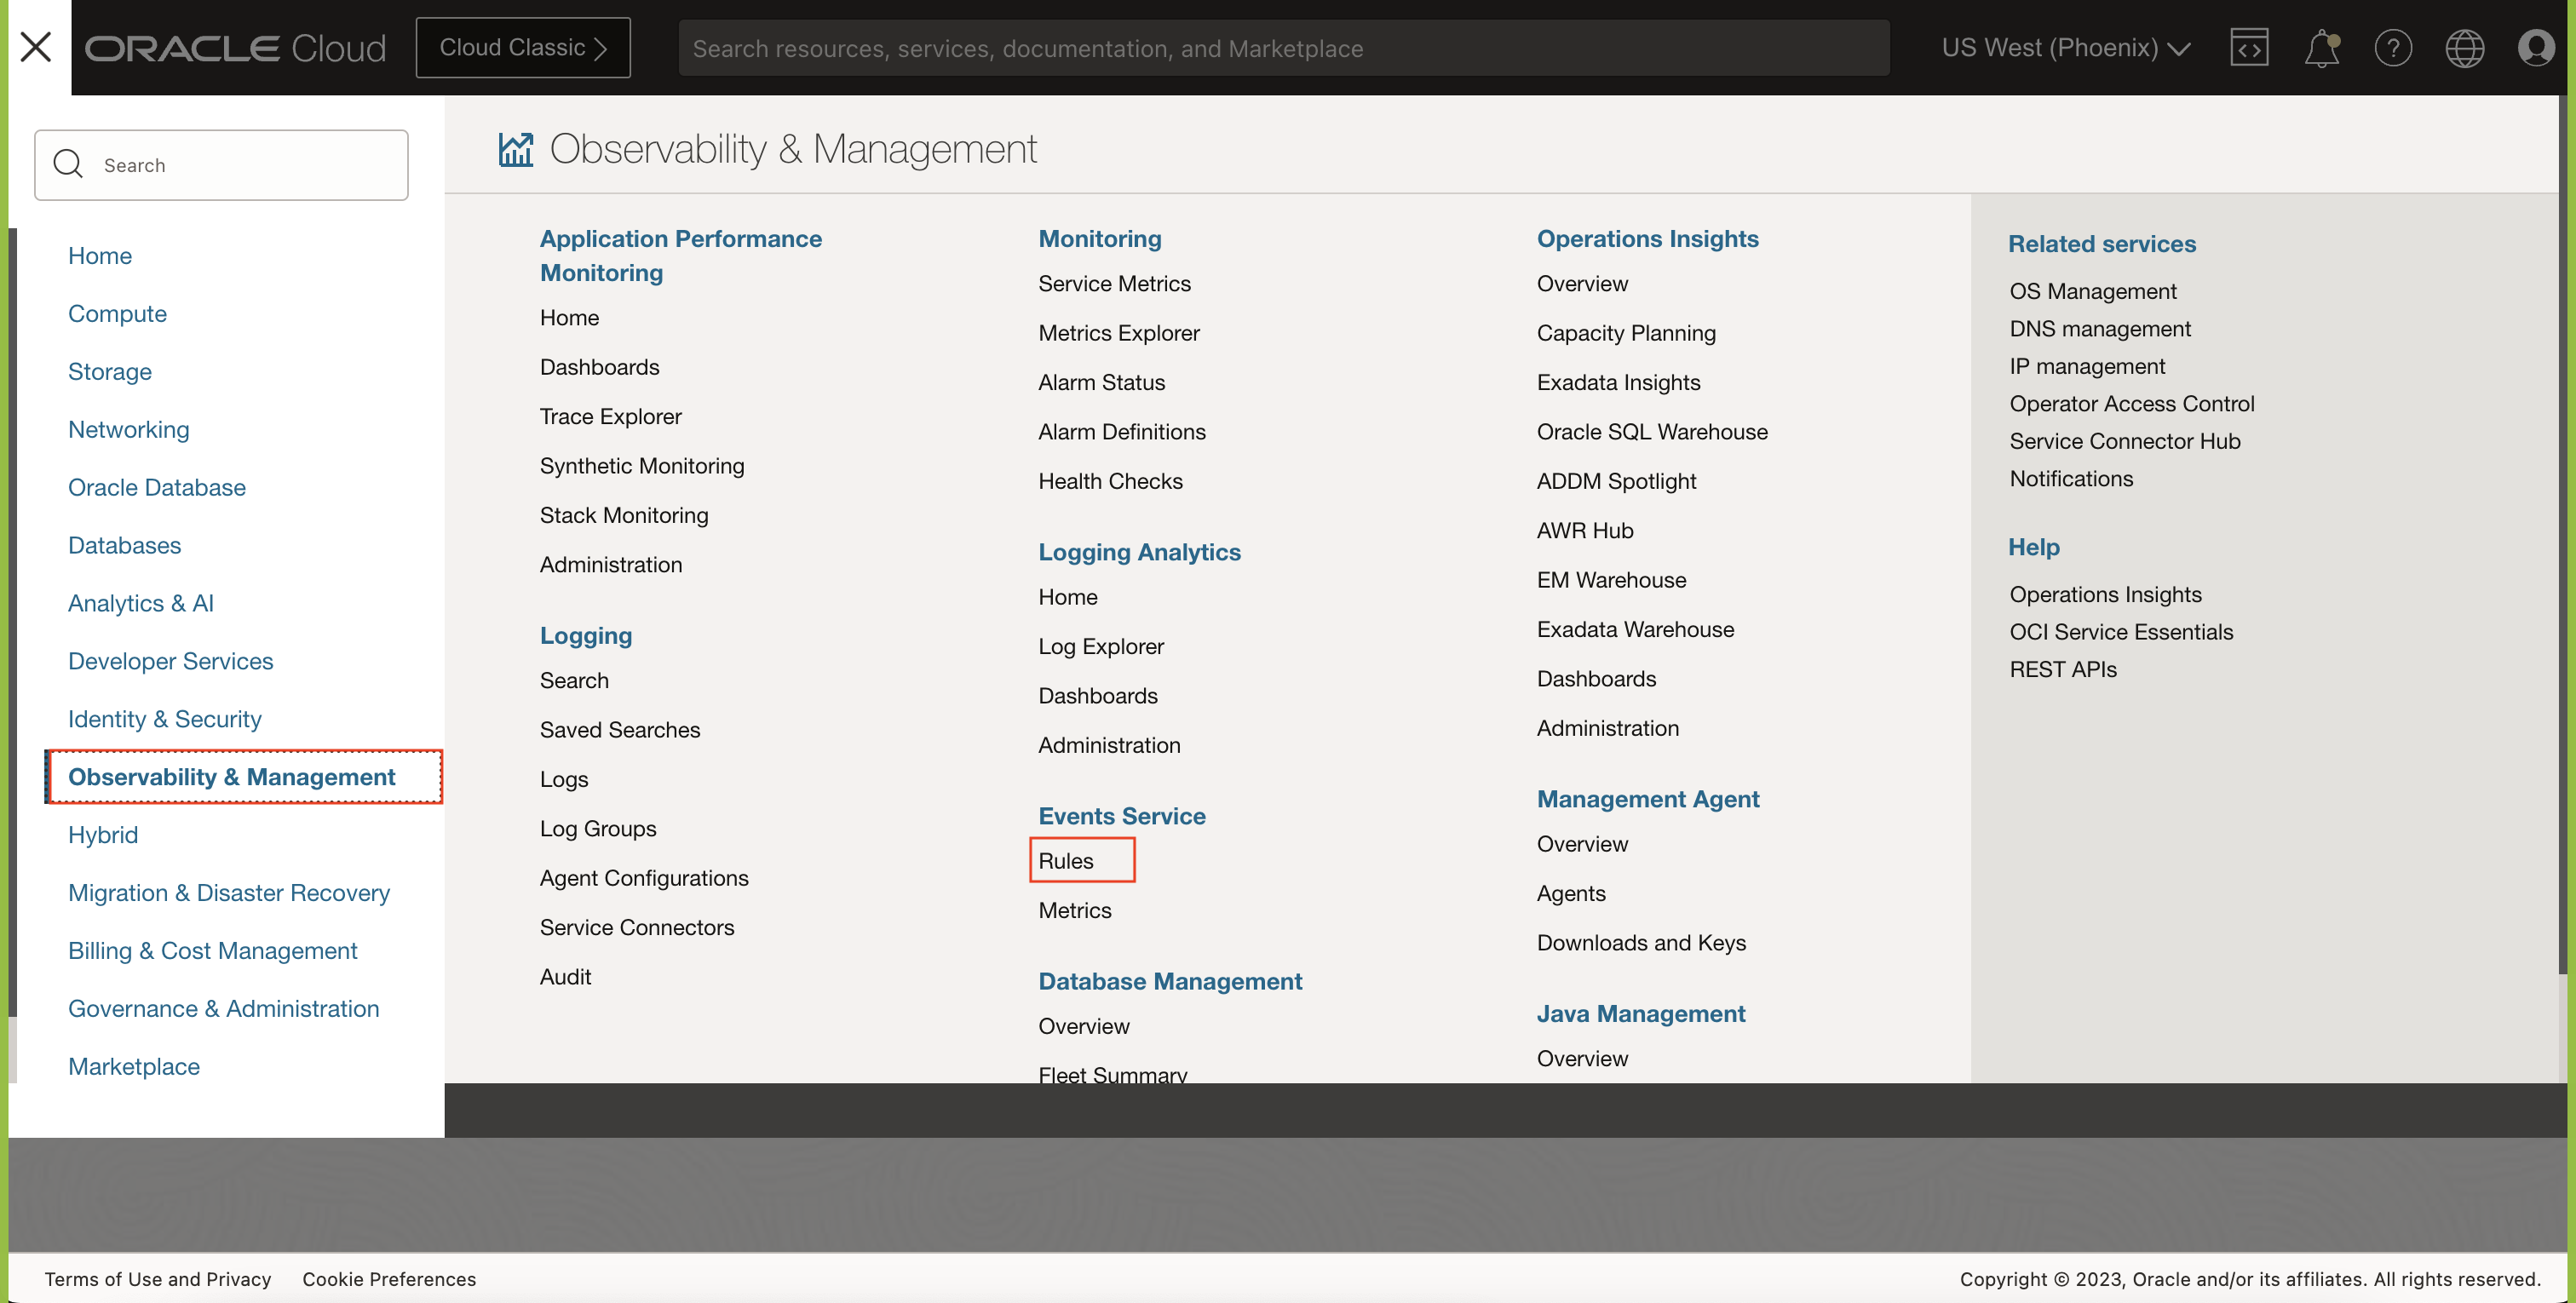 ORACLE Cloud
Cloud Classic
Search resources, services, documentation, and Marketplace
US West (Phoenix)
Search
Home
Compute
Storage
Networking
Oracle Database
Databases
Analytics & AI
Developer Services
Identity & Security
Observability & Management
Hybrid
Migration & Disaster Recovery
Billing & Cost Management
Governance & Administration
Marketplace
Observability & Management
Application Performance
Monitoring
Home
Dashboards
Trace Explorer
Synthetic Monitoring
Stack Monitoring
Administration
Logging
Search
Saved Searches
Logs
Log Groups
Agent Configurations
Service Connectors
Audit
Monitoring
Service Metrics
Metrics Explorer
Alarm Status
Alarm Definitions
Health Checks
Logging Analytics
Home
Log Explorer
Dashboards
Administration
Events Service
Rules
Metrics
Database Management
Overview
Fleet Summary
Operations Insights
Overview
Capacity Planning
Exadata Insights
Oracle SQL Warehouse
ADDM Spotlight
AWR Hub
EM Warehouse
Exadata Warehouse
Dashboards
Administration
Management Agent
Overview
Agents
Downloads and Keys
Java Management
Overview
Related services
OS Management
DNS management
IP management
Operator Access Control
Service Connector Hub
Notifications
Help
Operations Insights
OCI Service Essentials
REST APIs
Terms of Use and Privacy
Cookie Preferences
Copyright © 2023, Oracle and/or its affiliates. All rights reserved.